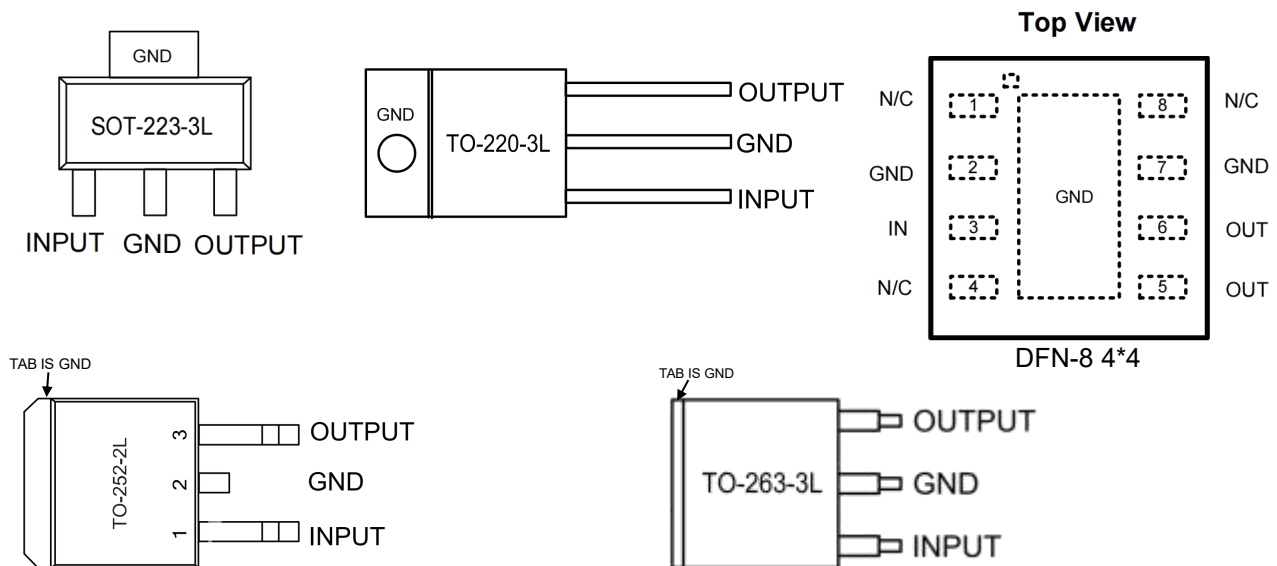 GND
SOT-223-3L
INPUT GND OUTPUT
GND
TO-220-3L
OUTPUT
GND
INPUT
Top View
N/C 1 8 N/C
GND 2 7 GND
GND
IN 3 6 OUT
N/C 4 5 OUT
DFN-8 4*4
TAB IS GND
TO-252-2L
3 OUTPUT
2 GND
1 INPUT
TAB IS GND
TO-263-3L
OUTPUT
GND
INPUT